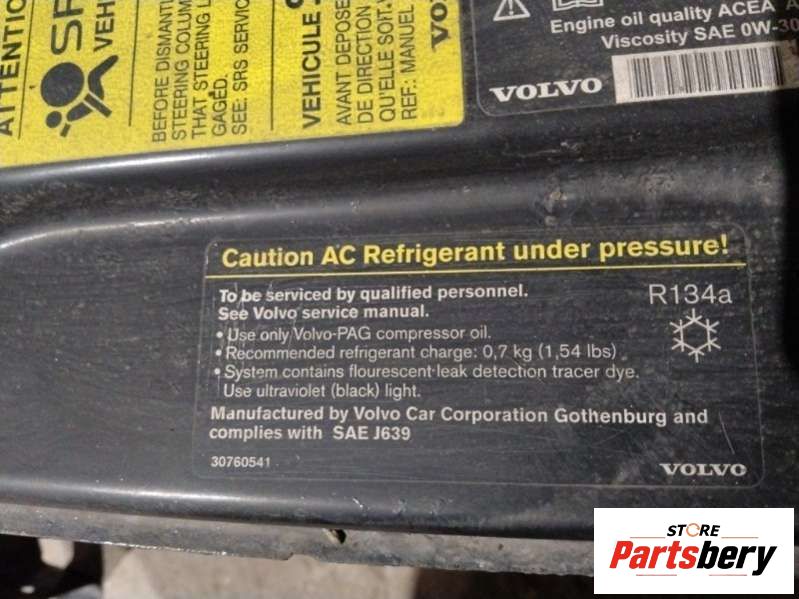 ATTENTION
VEH
BEFORE DISMANT
STEERING COLUM
THAT STEERING L
GAGED.
SEE: SRS SERVIC
VEHICULE
AVANT DEPOSE
DE DIRECTION
QU'ELLE SOIT
REF.: MANUEL
VO
Engine oil quality ACEA A
Viscosity SAE 0W-30
VOLVO
Caution AC Refrigerant under pressure!
To be serviced by qualified personnel.
See Volvo service manual.
• Use only Volvo-PAG compressor oil.
• Recommended refrigerant charge: 0,7 kg (1,54 lbs)
• System contains flourescent leak detection tracer dye.
Use ultraviolet (black) light.
R134a
Manufactured by Volvo Car Corporation Gothenburg and
complies with SAE J639
30760541
VOLVO
STORE
Partsbery